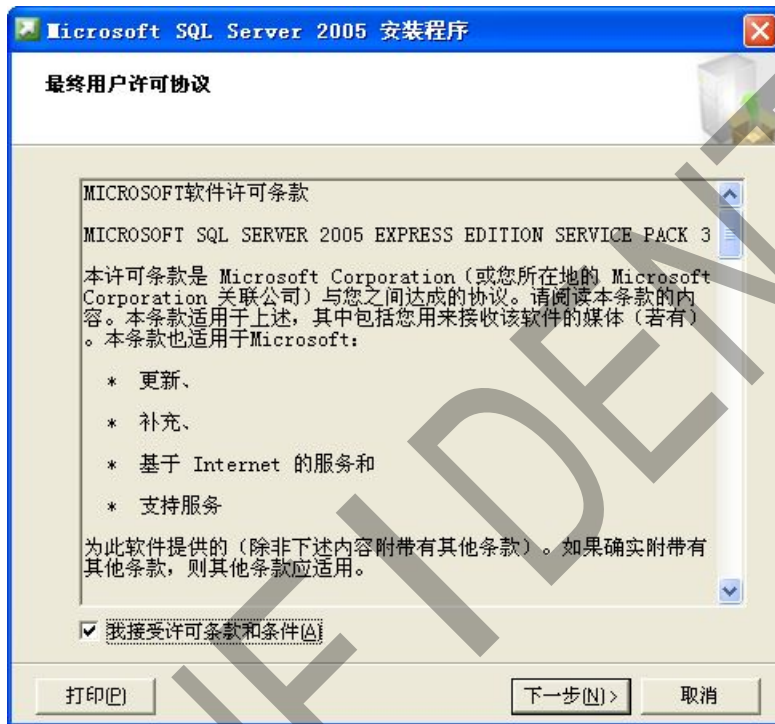 Microsoft SQL Server 2005 安装程序
最终用户许可协议
MICROSOFT软件许可条款
MICROSOFT SQL SERVER 2005 EXPRESS EDITION SERVICE PACK 3
本许可条款是 Microsoft Corporation（或您所在地的 Microsoft
Corporation 关联公司）与您之间达成的协议。请阅读本条款的内
容。本条款适用于上述，其中包括您用来接收该软件的媒体（若有）
。本条款也适用于Microsoft：
* 更新、
* 补充、
* 基于 Internet 的服务和
* 支持服务
为此软件提供的（除非下述内容附带有其他条款）。如果确实附带有
其他条款，则其他条款应适用。
我接受许可条款和条件(A)
打印(P)
下一步(N)>
取消